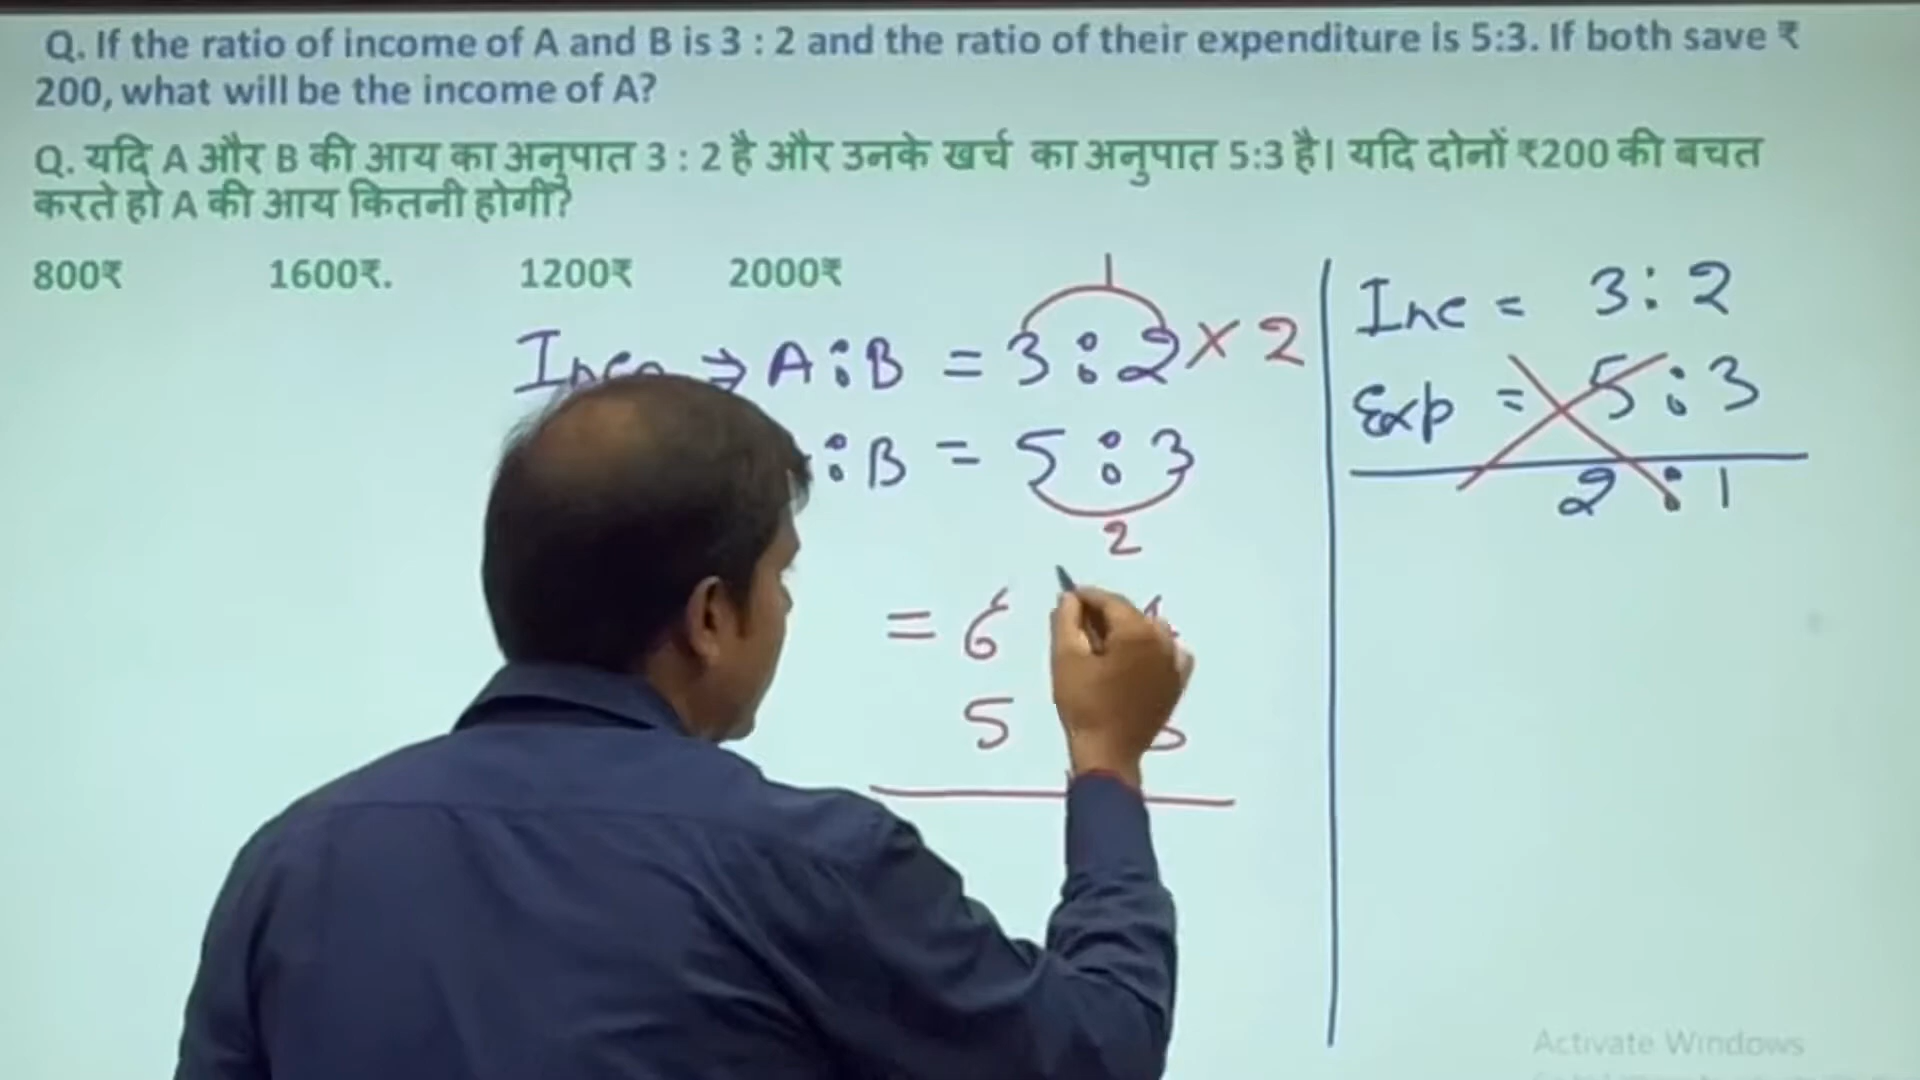 Q. If the ratio of income of A and B is 3 : 2 and the ratio of their expenditure is 5:3. If both save ₹
200, what will be the income of A?
Q. यदि A और B की आय का अनुपात 3 : 2 है और उनके खर्च का अनुपात 5:3 है। यदि दोनों ₹200 की बचत
करते हो A की आय कितनी होगी?
800₹ 1600₹. 1200₹ 2000₹
1
⇒ A : B = 3 : 2 × 2
: B = 5 : 3
2
= 6
5
Inc = 3 : 2
Exp = 5 : 3
2 : 1
Activate Windows